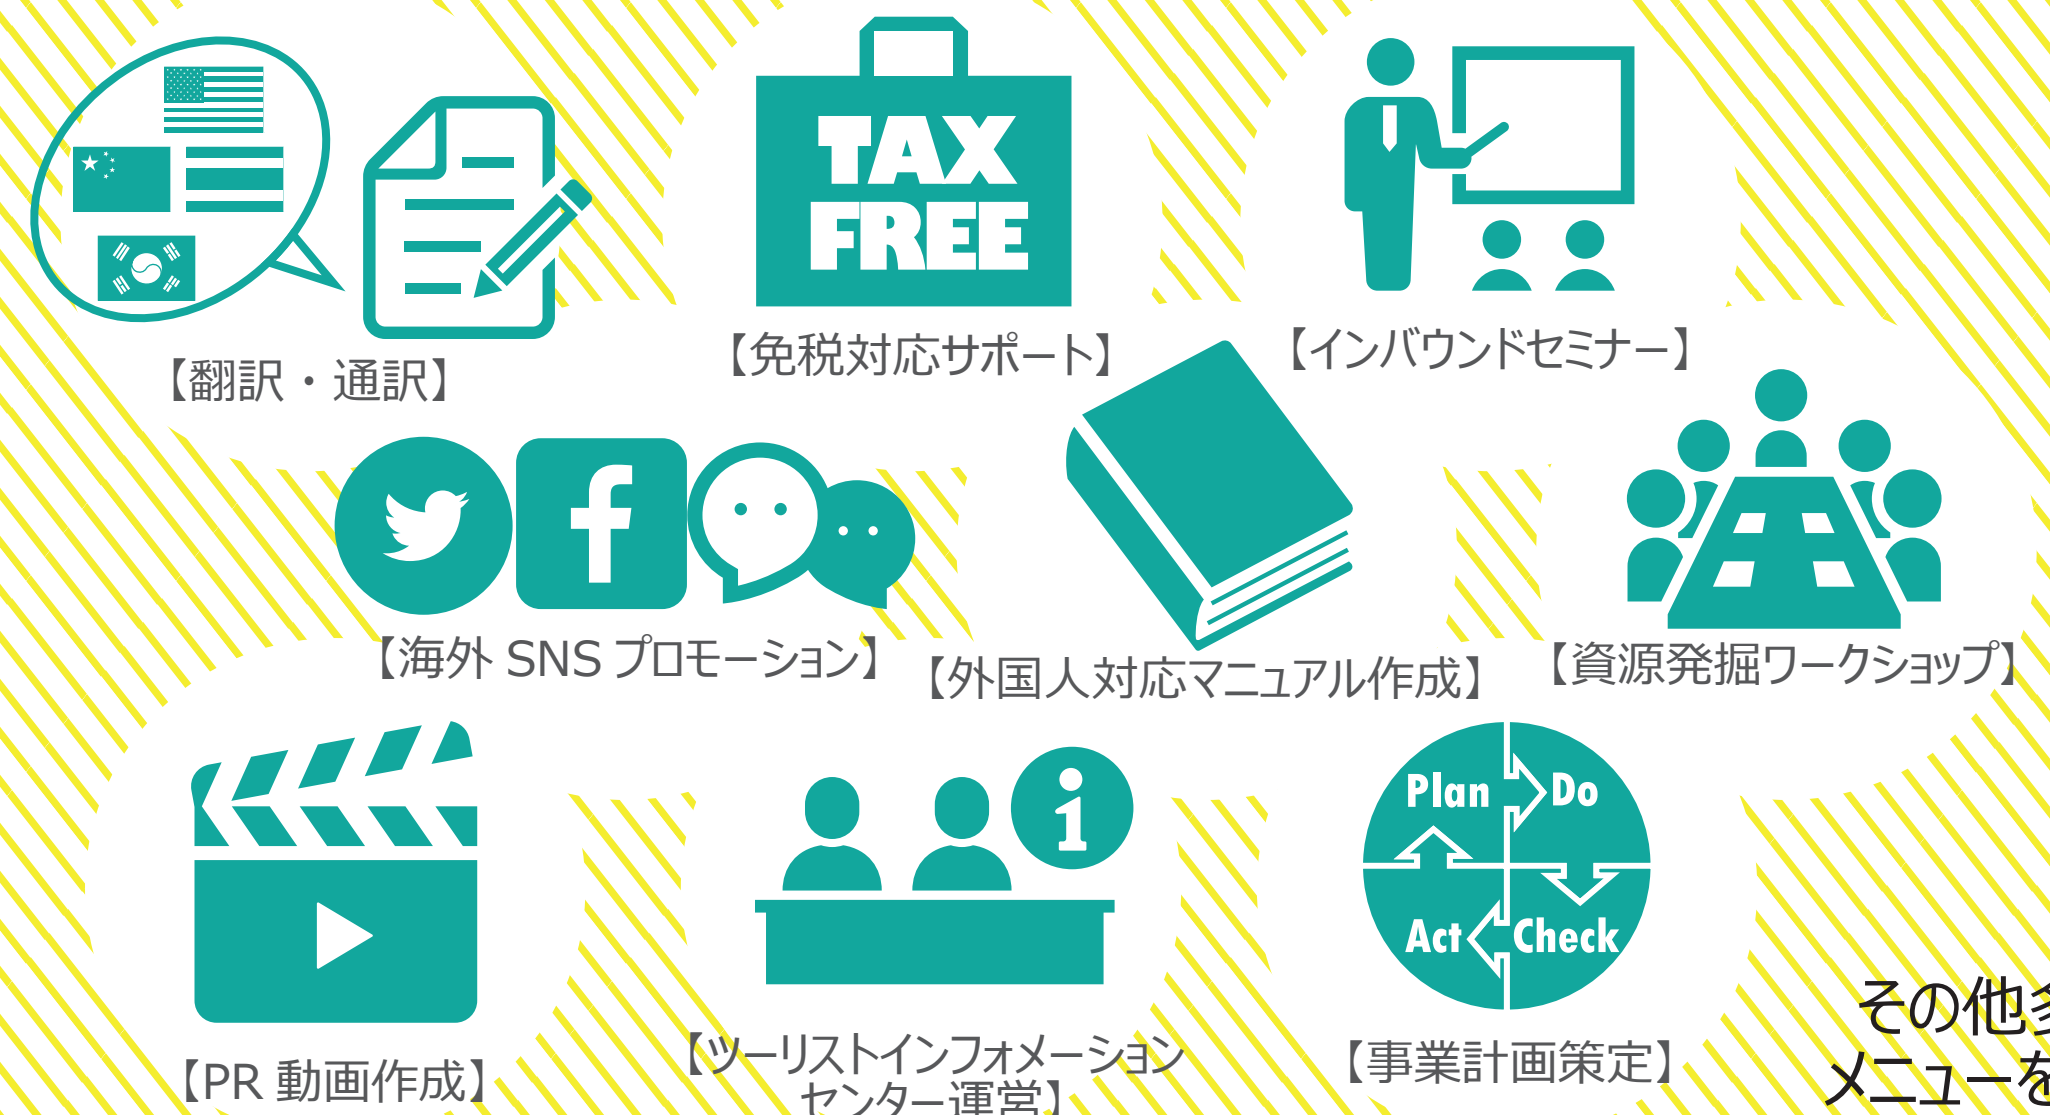 TAX
FREE
【翻訳・通訳】
【免税対応サポート】
【インバウンドセミナー】
【海外 SNS プロモーション】
【外国人対応マニュアル作成】
【資源発掘ワークショップ】
Plan Do
Act Check
【PR 動画作成】
【ツーリストインフォメーション
センター運営】
【事業計画策定】
その他多
メニューを